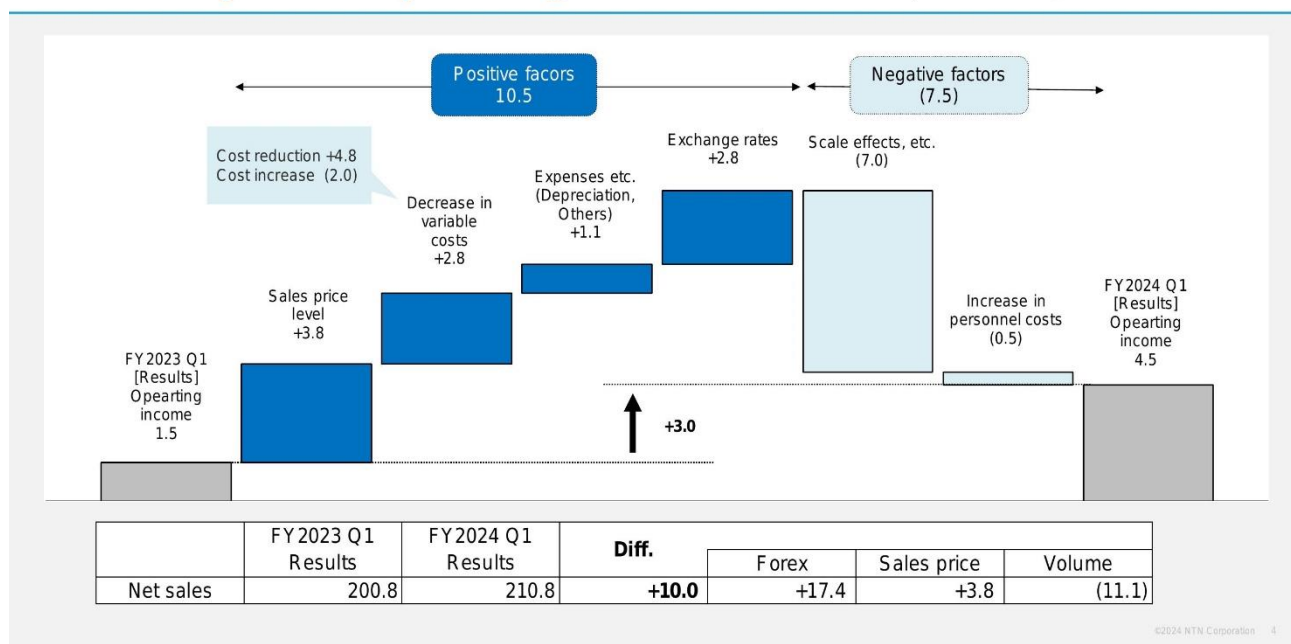 Positive facors
10.5
Negative factors
(7.5)
Cost reduction +4.8
Cost increase (2.0)
FY2023 Q1
[Results]
Opearting
income
1.5
Sales price
level
+3.8
Decrease in
variable
costs
+2.8
Expenses etc.
(Depreciation,
Others)
+1.1
Exchange rates
+2.8
Scale effects, etc.
(7.0)
Increase in
personnel costs
(0.5)
FY2024 Q1
[Results]
Opearting
income
4.5
+3.0
FY2023 Q1
Results
FY2024 Q1
Results
Diff.
Forex
Sales price
Volume
Net sales 200.8 210.8 +10.0 +17.4 +3.8 (11.1)
©2024 NTN Corporation 4